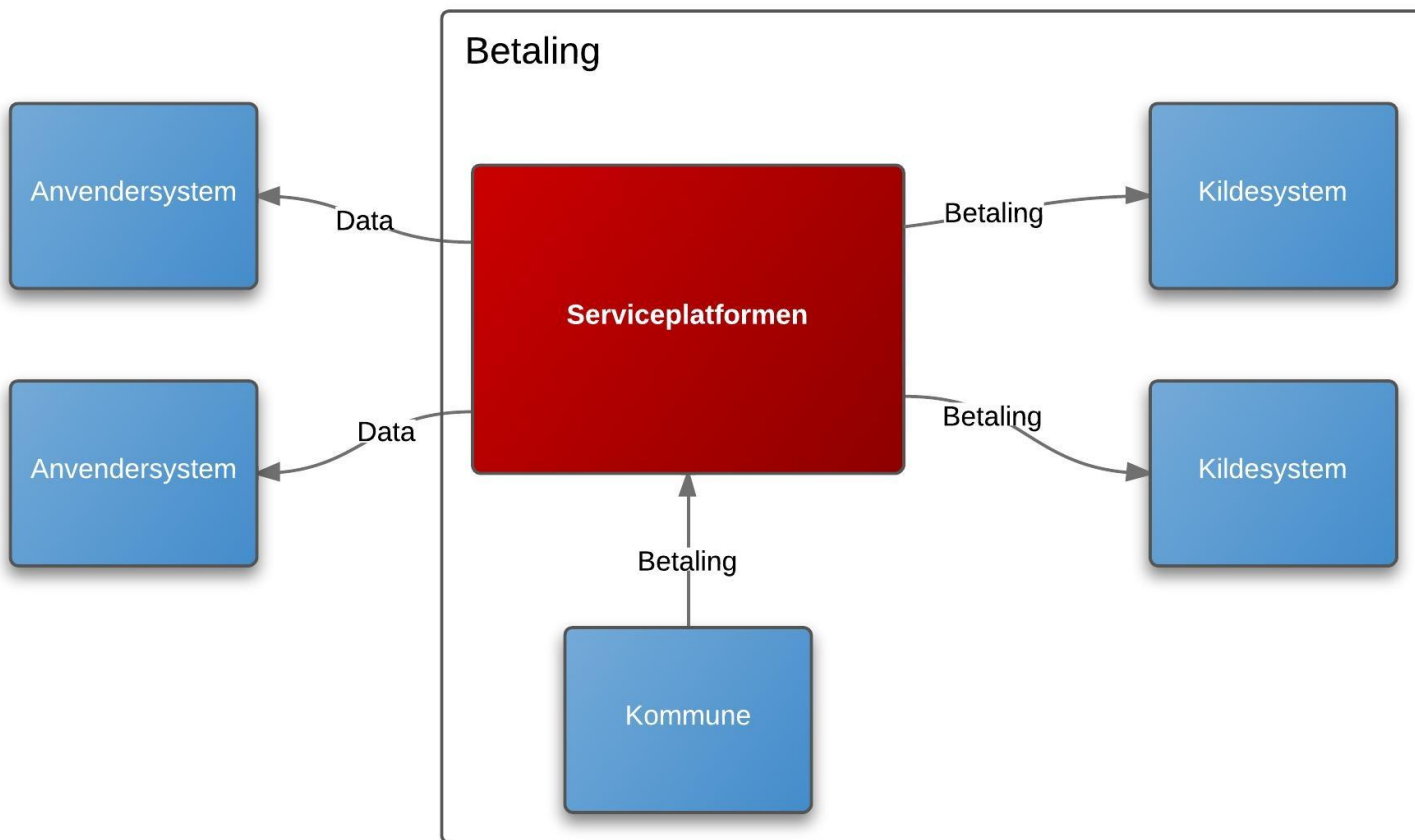 Betaling
Anvendersystem
Kildesystem
Data
Betaling
Serviceplatformen
Betaling
Data
Anvendersystem
Kildesystem
Betaling
Kommune